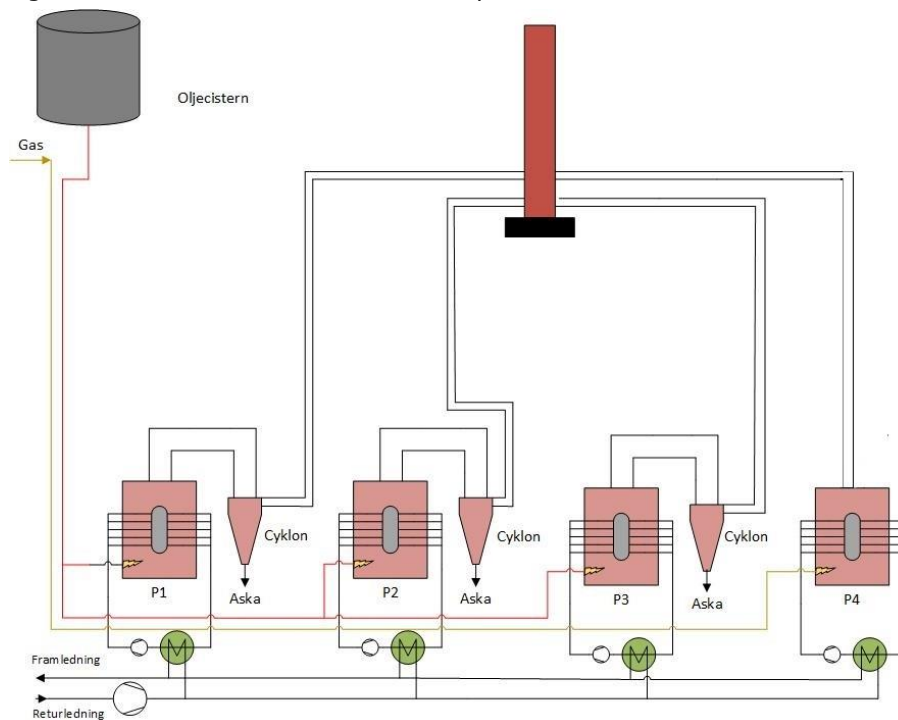 Oljecistern
Gas
Cyklon
Cyklon
Cyklon
P1
Aska
P2
Aska
P3
Aska
P4
Framledning
Returledning